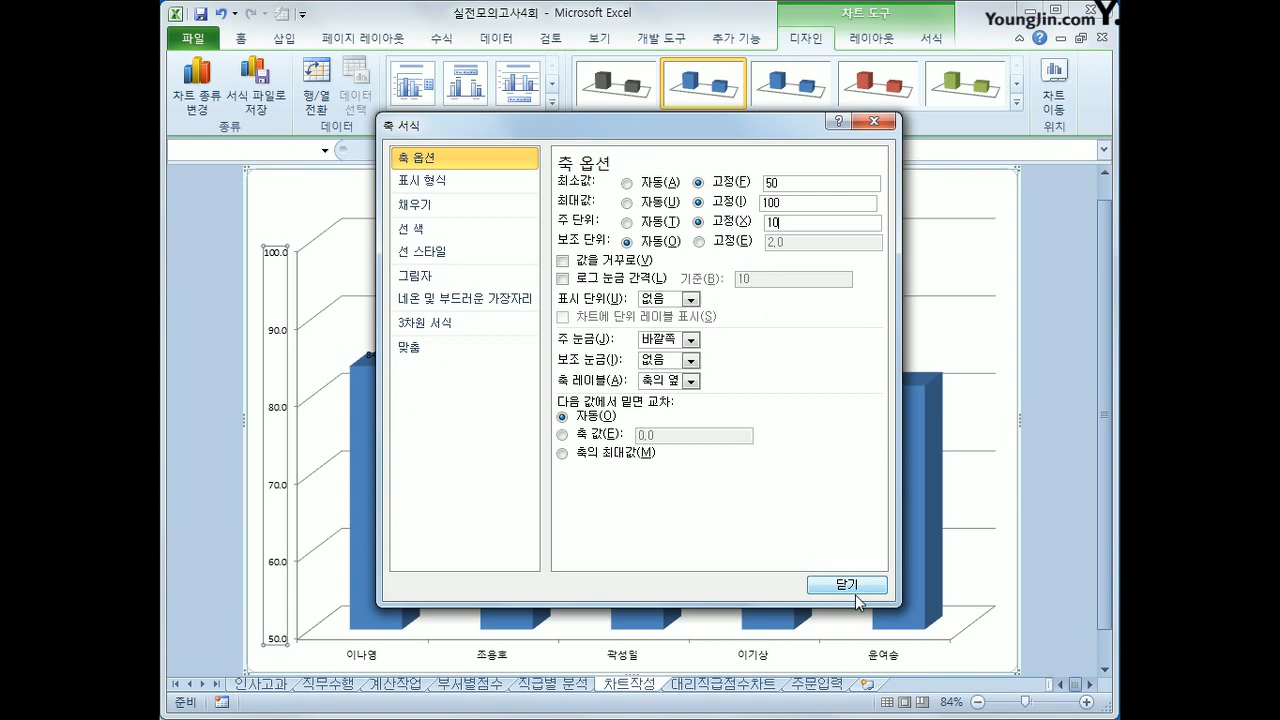 실전모의고사4회 - Microsoft Excel
차트 도구
YoungJin.com Y.
파일 홈 삽입 페이지 레이아웃 수식 데이터 검토 보기 개발 도구 추가 기능 디자인 레이아웃 서식
차트 종류 변경
서식 파일로 저장
행/열 전환
데이터 선택
차트 이동
종류 데이터 위치
축 서식
축 옵션
표시 형식
채우기
선 색
선 스타일
그림자
네온 및 부드러운 가장자리
3차원 서식
맞춤
축 옵션
최소값: 자동(A) 고정(F) 50
최대값: 자동(U) 고정(I) 100
주 단위: 자동(T) 고정(X) 10
보조 단위: 자동(O) 고정(E) 2.0
값을 거꾸로(V)
로그 눈금 간격(L) 기준(B): 10
표시 단위(U): 없음
차트에 단위 레이블 표시(S)
주 눈금(J): 바깥쪽
보조 눈금(I): 없음
축 레이블(A): 축의 옆
다음 값에서 밑면 교차:
자동(O)
축 값(E): 0.0
축의 최대값(M)
닫기
100.0
90.0
80.0
70.0
60.0
50.0
이나영 조용호 곽성일 이기상 윤여송
인사고과 직무수행 계산작업 부서별점수 직급별 분석 차트작성 대리직급점수차트 주문입력
준비 84%